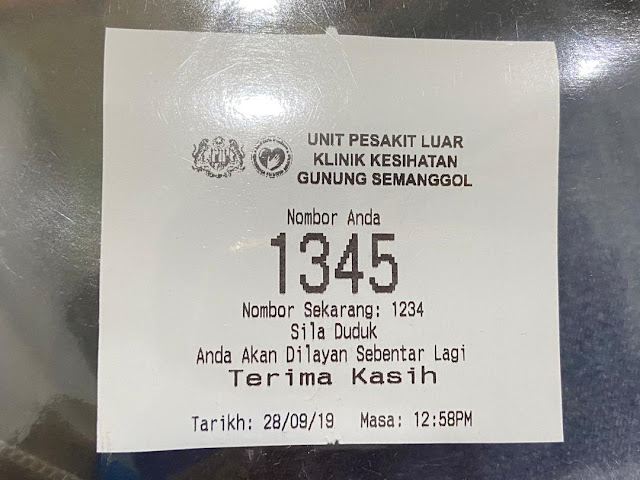 UNIT PESAKIT LUAR
KLINIK KESIHATAN
GUNUNG SEMANGGOL
Nombor Anda
1345
Nombor Sekarang: 1234
Sila Duduk
Anda Akan Dilayan Sebentar Lagi
Terima Kasih
Tarikh: 28/09/19 Masa: 12:58PM